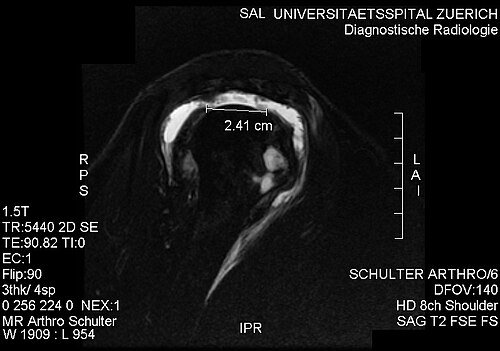 SAL UNIVERSITAETSSPITAL ZUERICH
Diagnostische Radiologie
2.41 cm
R
P
S
L
A
I
1.5T
TR:5440 2D SE
TE:90.82 TI:0
EC:1
Flip:90
3thk/ 4sp
0 256 224 0 NEX:1
MR Arthro Schulter
W 1909 : L 954
IPR
SCHULTER ARTHRO/6
DFOV:140
HD 8ch Shoulder
SAG T2 FSE FS